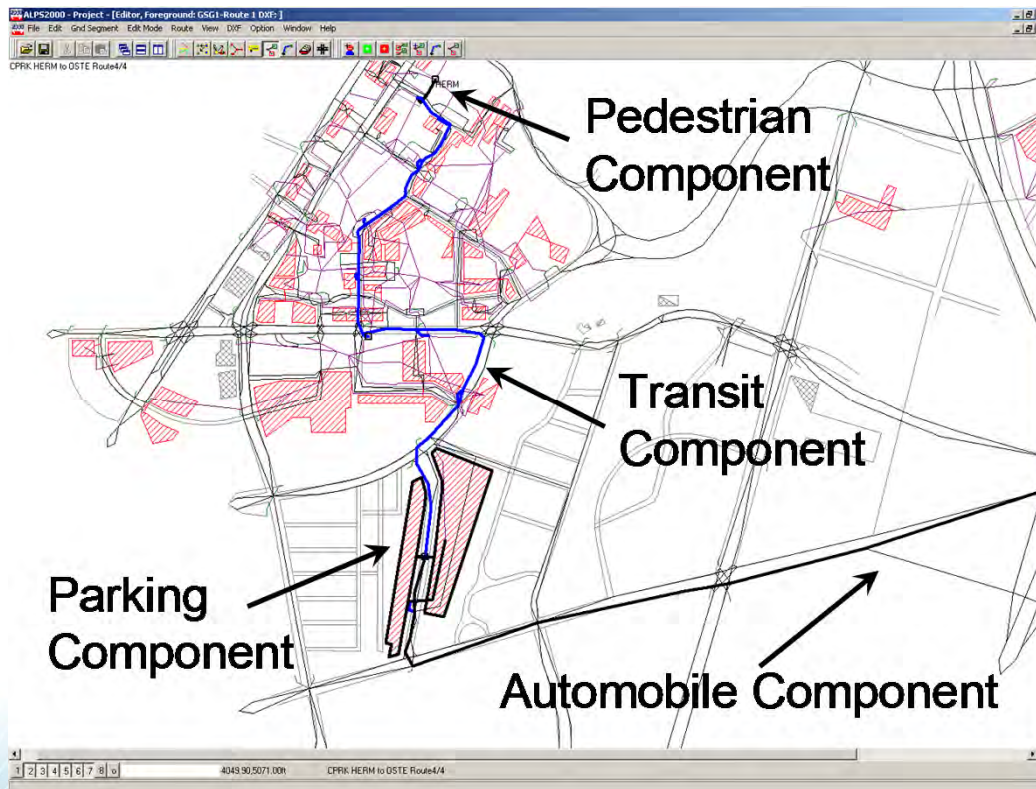 ALPS2000 - Project - [Editor, Foreground: GSG1-Route 1 DXF: ]
File Edit Gnd Segment Edit Mode Route View DXF Option Window Help
CPRK HERM to OSTE Route4/4
HERM
Pedestrian
Component
Transit
Component
Parking
Component
Automobile Component
1 2 3 4 5 6 7 8 o
4049.90,5071.00ft
CPRK HERM to OSTE Route4/4